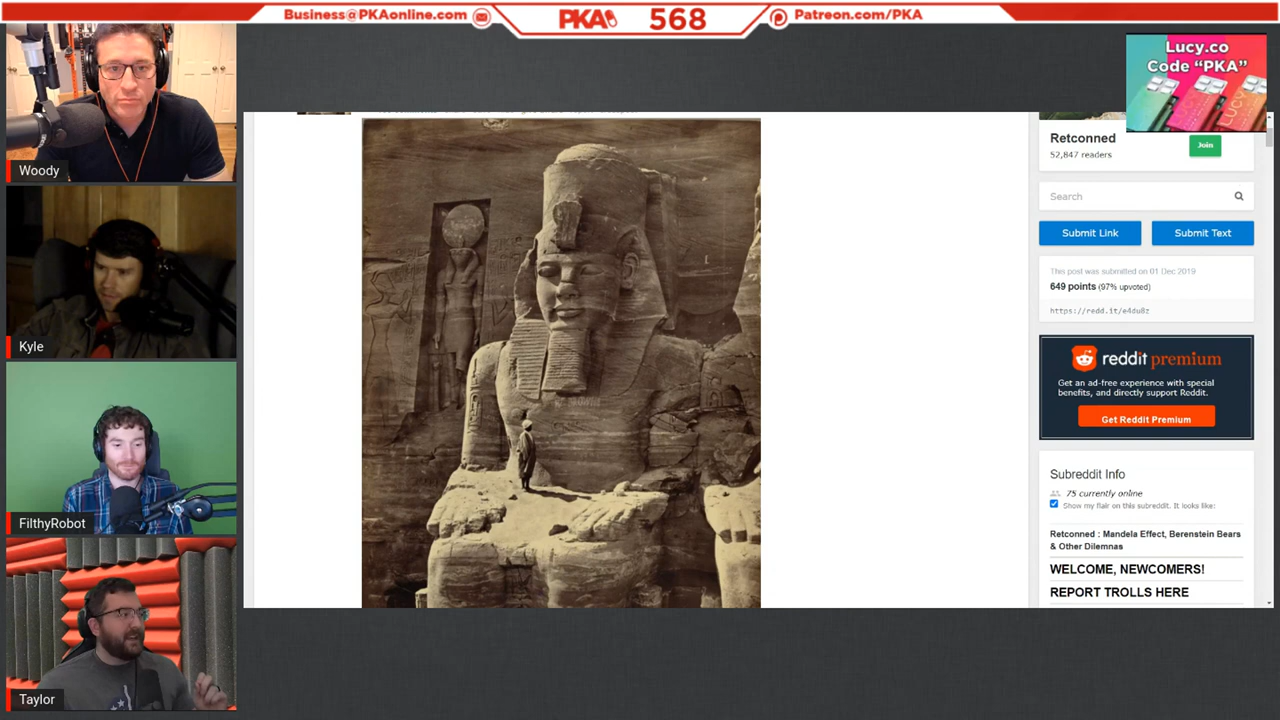 Business@PKAonline.com
PKA
568
Patreon.com/PKA
Lucy.co
Code “PKA”
LUCY
Woody
Kyle
FilthyRobot
Taylor
Retconned
52,847 readers
Join
Search
Submit Link
Submit Text
This post was submitted on 01 Dec 2019
649 points (97% upvoted)
https://redd.it/e4du8z
reddit premium
Get an ad-free experience with special
benefits, and directly support Reddit.
Get Reddit Premium
Subreddit Info
75 currently online
Show my flair on this subreddit. It looks like:
Retconned : Mandela Effect, Berenstein Bears
& Other Dilemnas
WELCOME, NEWCOMERS!
REPORT TROLLS HERE